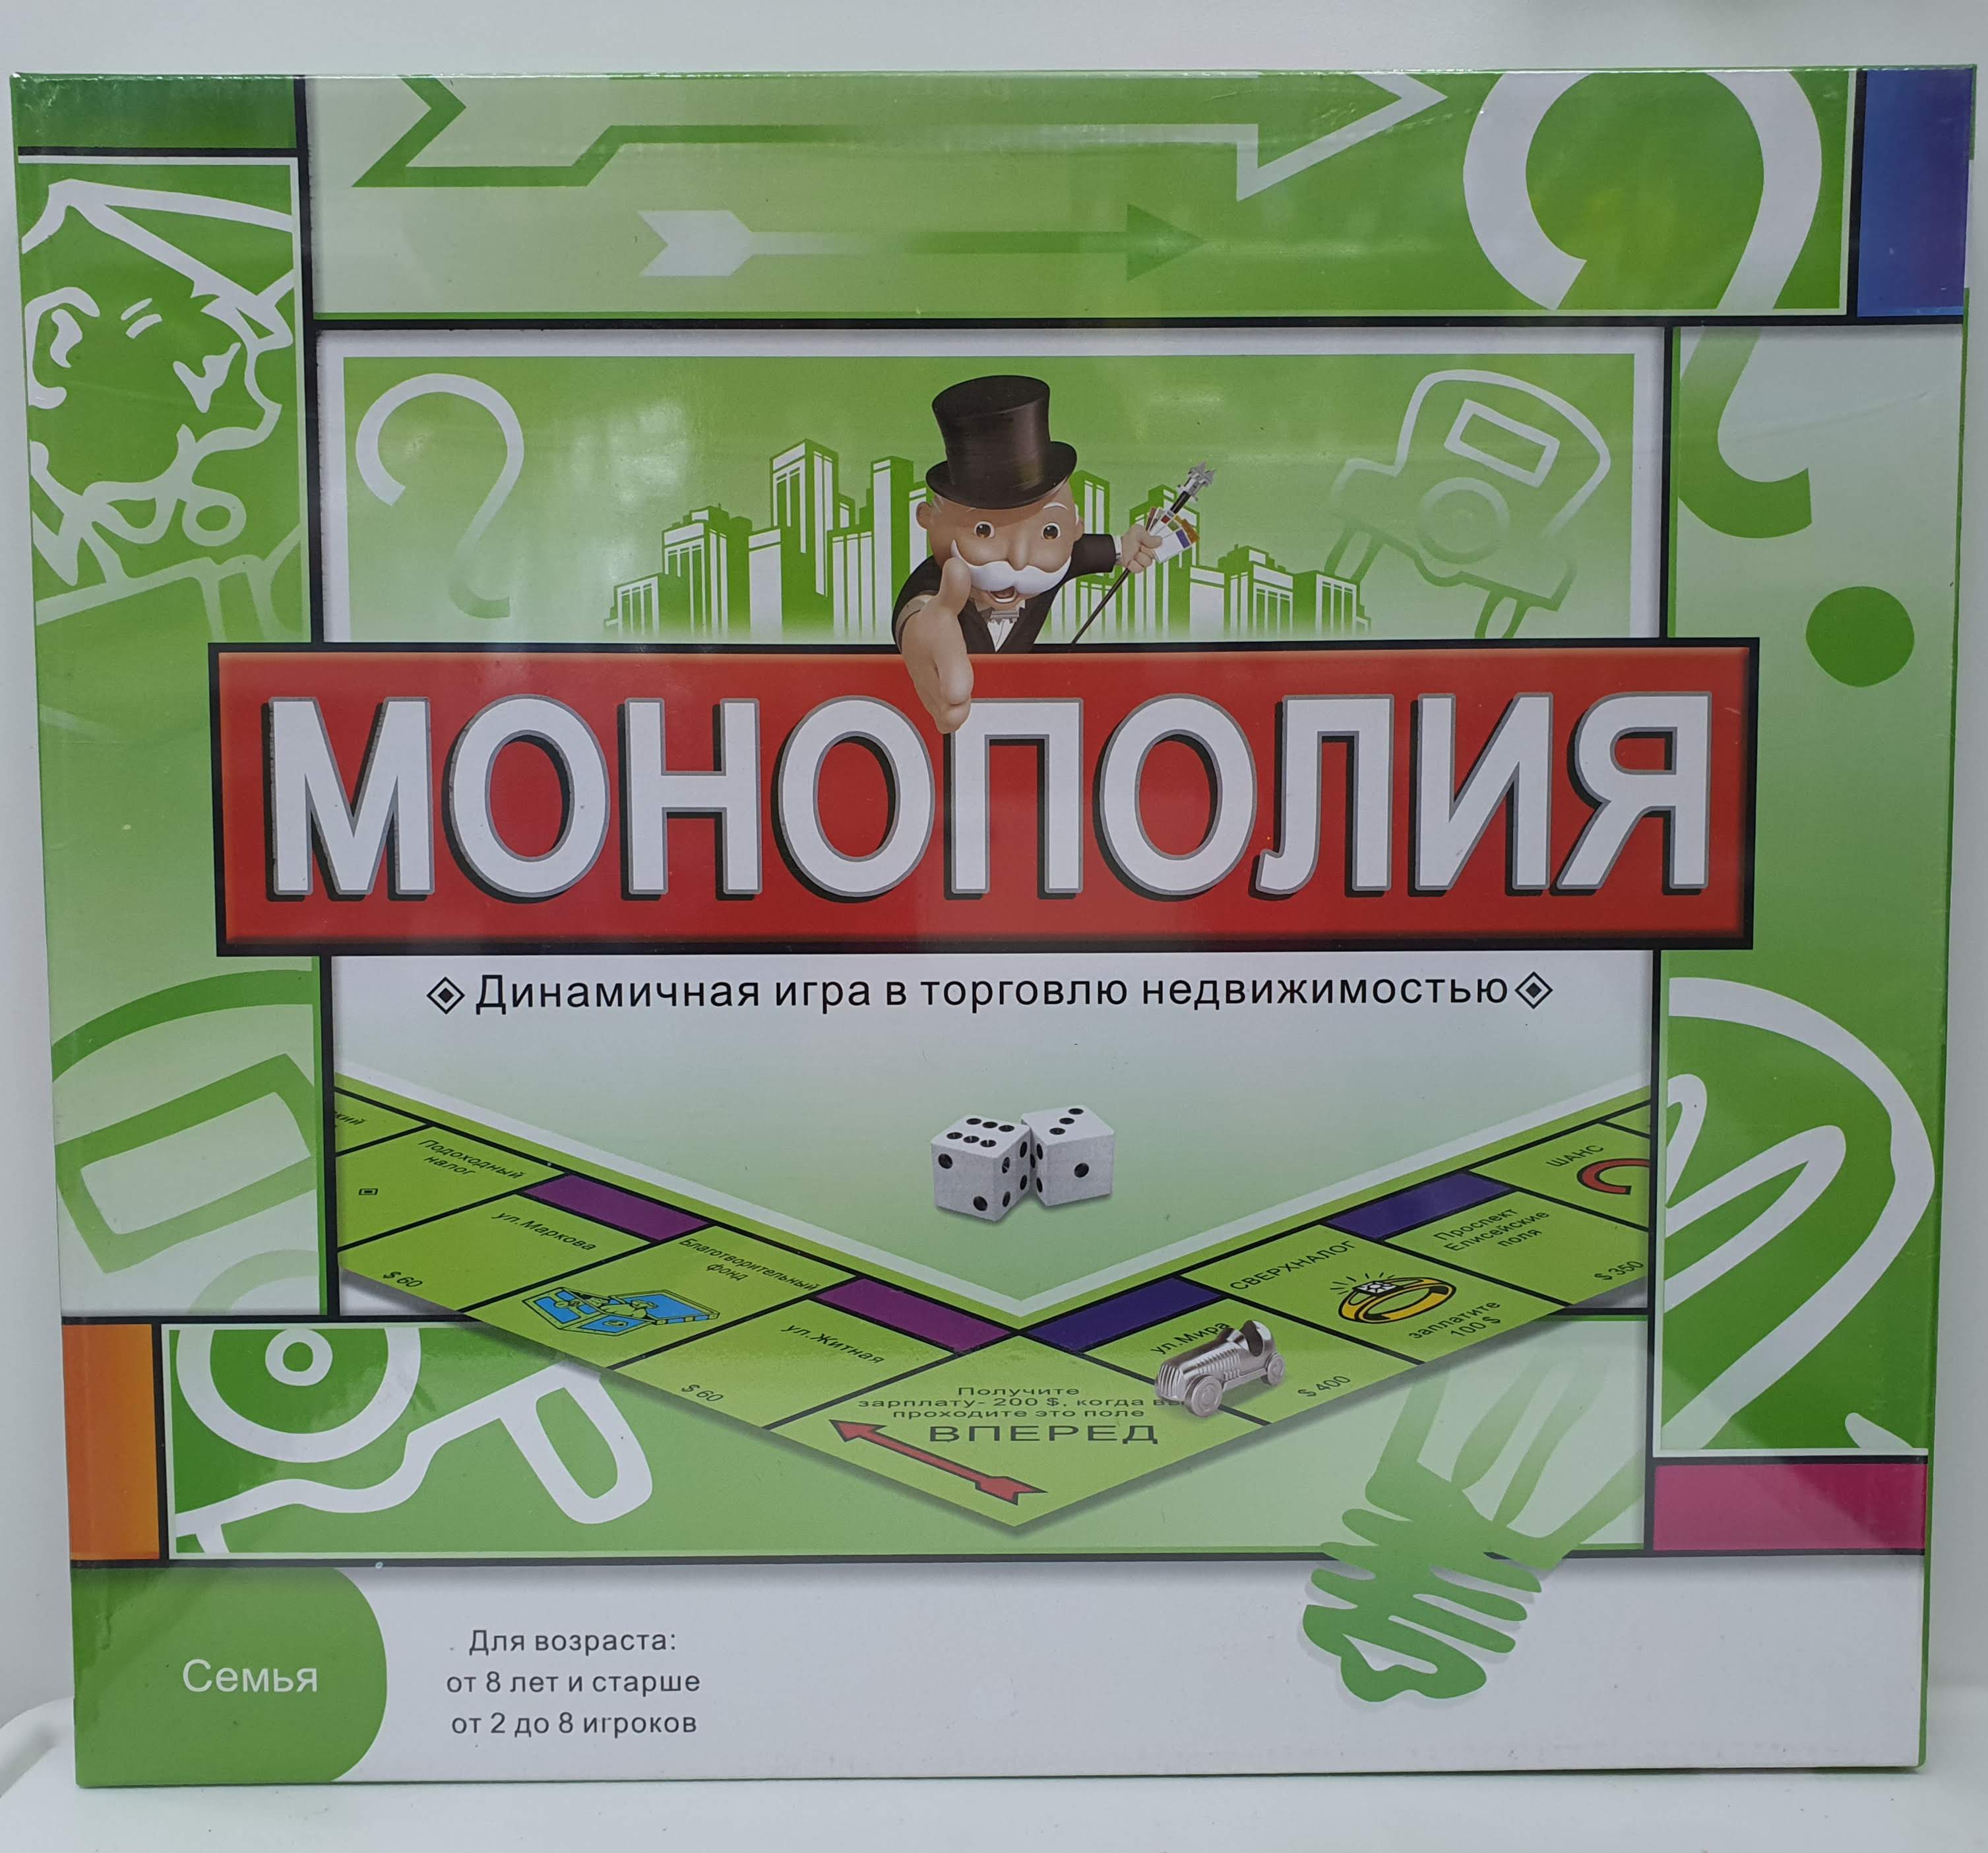 МОНОПОЛИЯ
Динамичная игра в торговлю недвижимостью
Подоходный
налог
ул.Маркова
$ 60
Благотворительный
фонд
ул.Житная
$ 60
Получите
зарплату- 200 $, когда вы
проходите это поле
ВПЕРЕД
ул.Мира
$ 400
СВЕРХНАЛОГ
заплатите
100 $
Проспект
Елисейские
поля
$ 350
ШАНС
Семья
Для возраста:
от 8 лет и старше
от 2 до 8 игроков